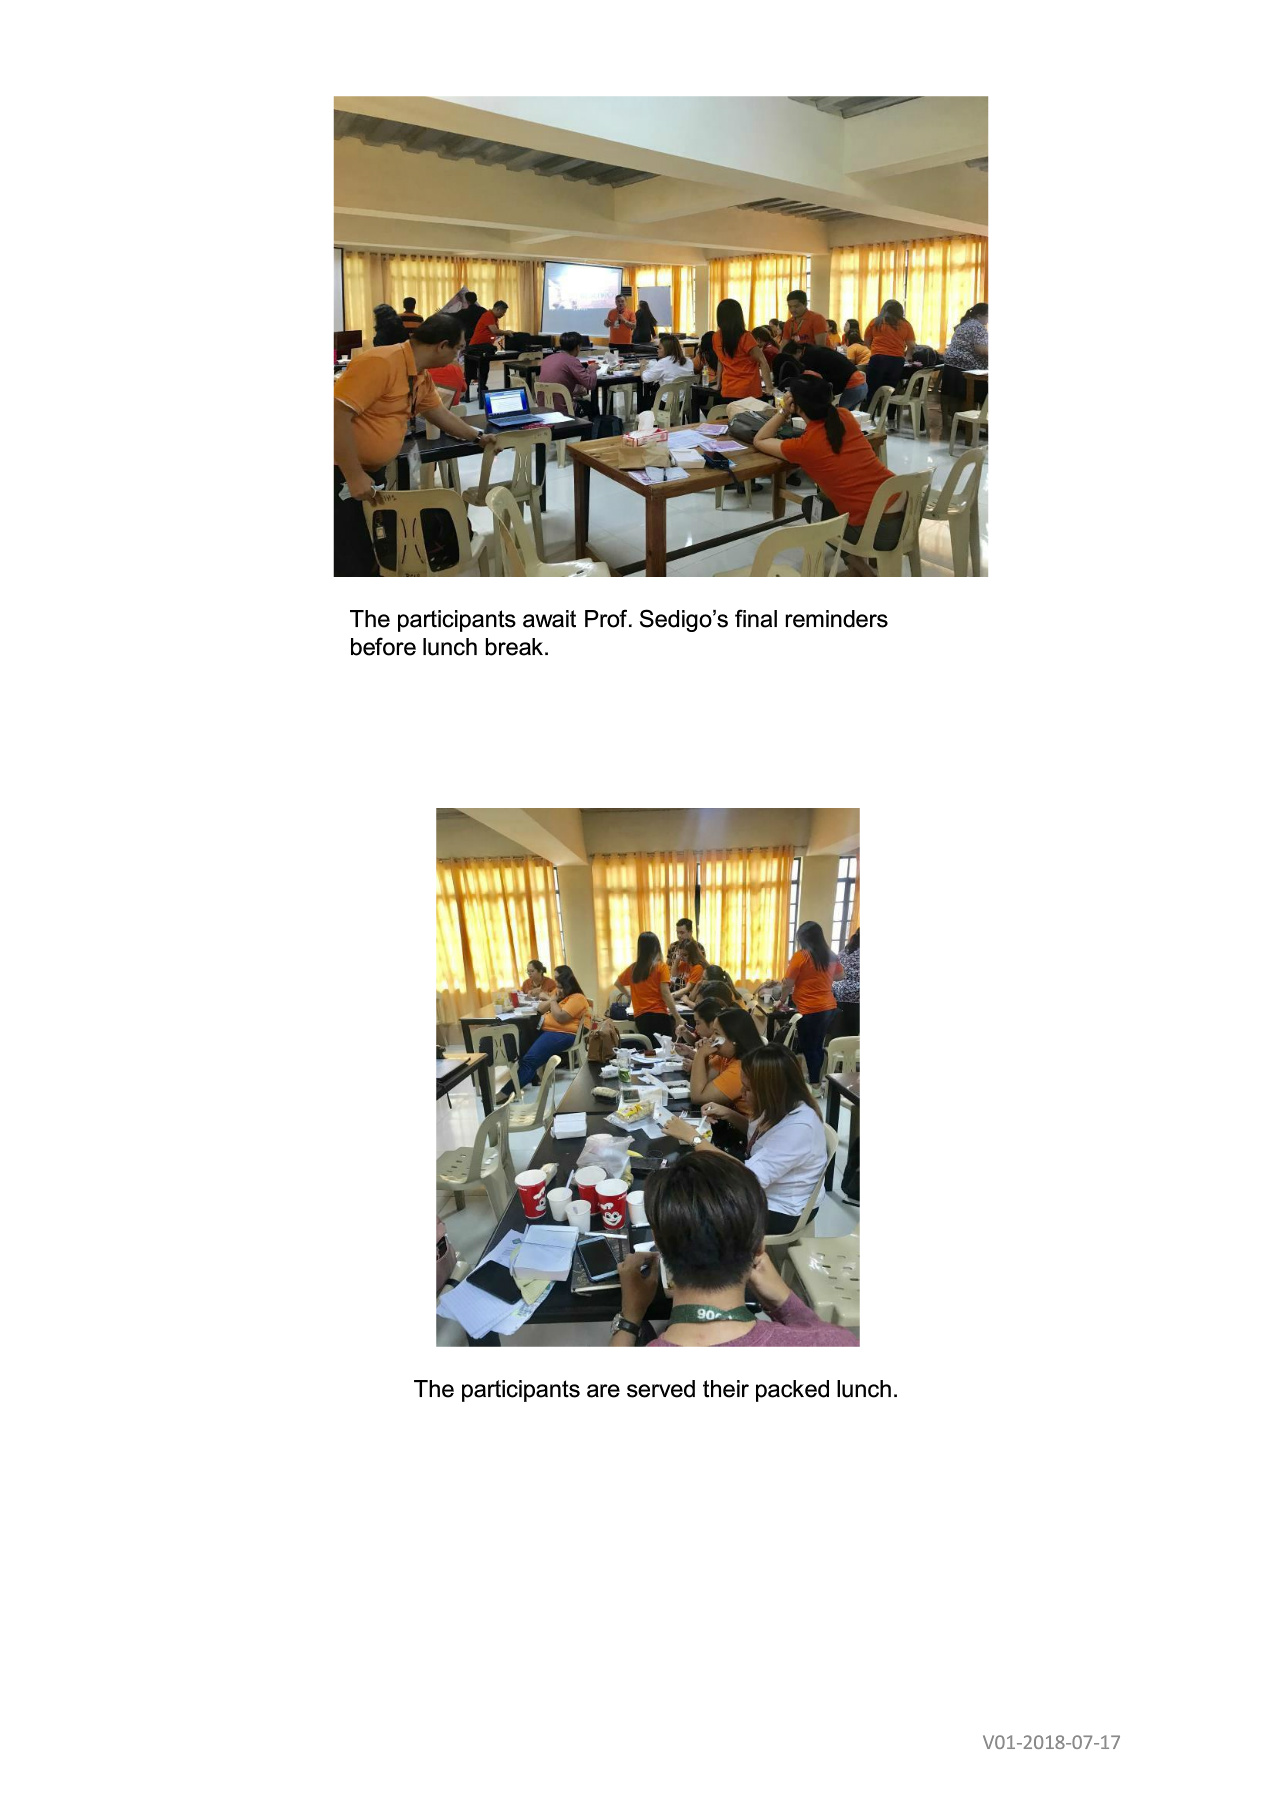 The participants await Prof. Sedigo’s final reminders
before lunch break.
The participants are served their packed lunch.
V01-2018-07-17